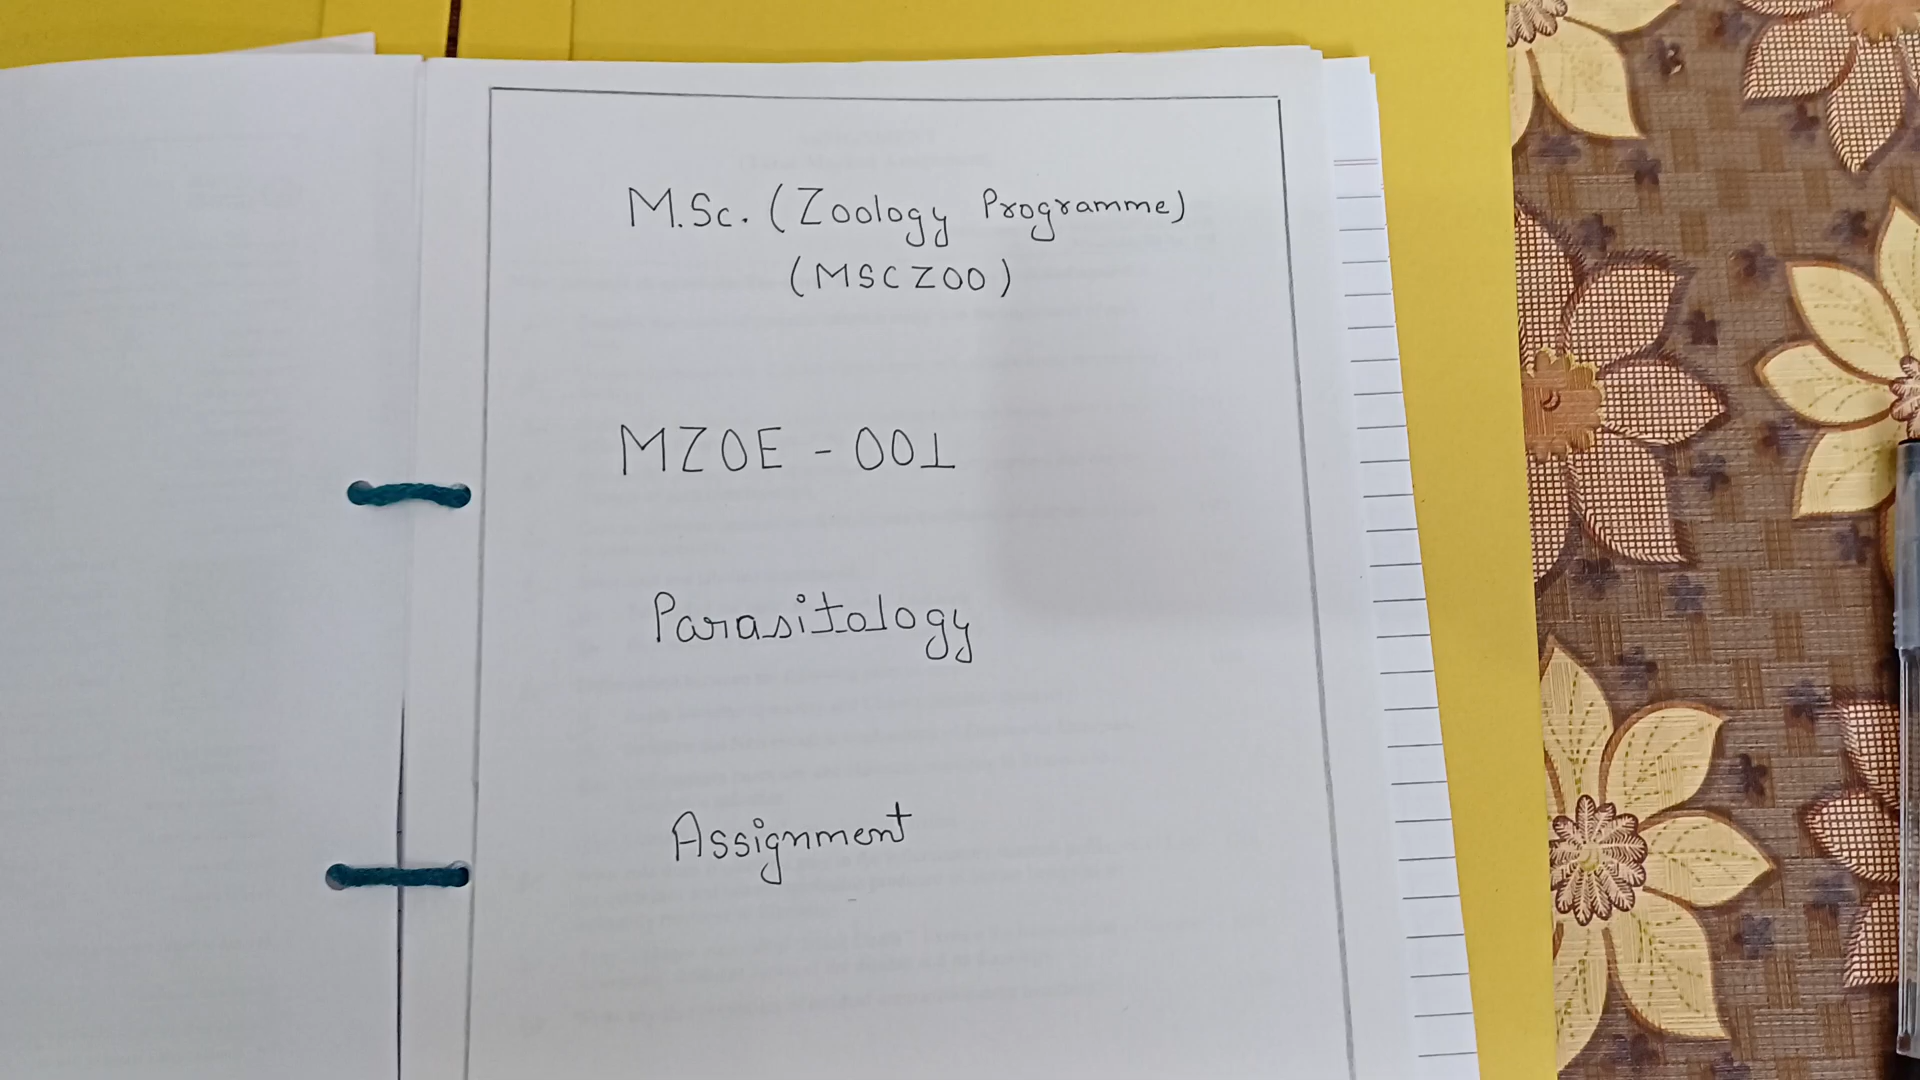 M.Sc. (Zoology Programme)
(MSCZOO)
MZOE - 001
Parasitology
Assignment